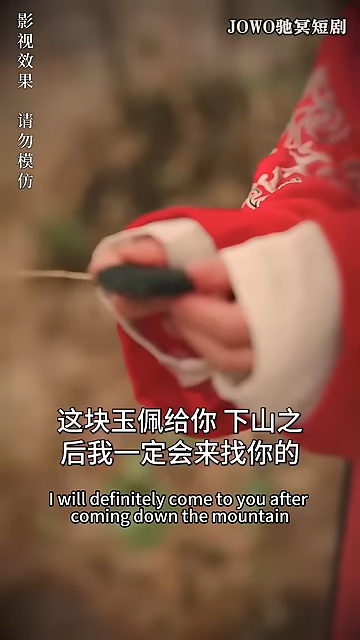 影视效果 请勿模仿
JOWO驰冥短剧
这块玉佩给你 下山之
后我一定会来找你的
I will definitely come to you after
coming down the mountain